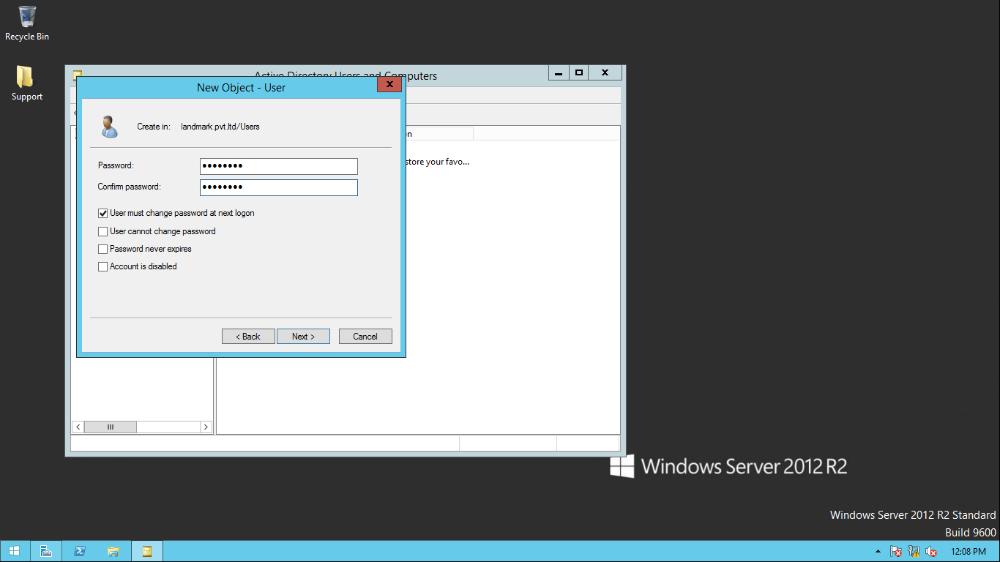 Recycle Bin
Support
Active Directory Users and Computers
New Object - User
Create in: landmark.pvt.ltd/Users
Password: ••••••••
Confirm password: ••••••••
User must change password at next logon
User cannot change password
Password never expires
Account is disabled
< Back
Next >
Cancel
store your favo...
Windows Server 2012 R2
Windows Server 2012 R2 Standard
Build 9600
12:08 PM